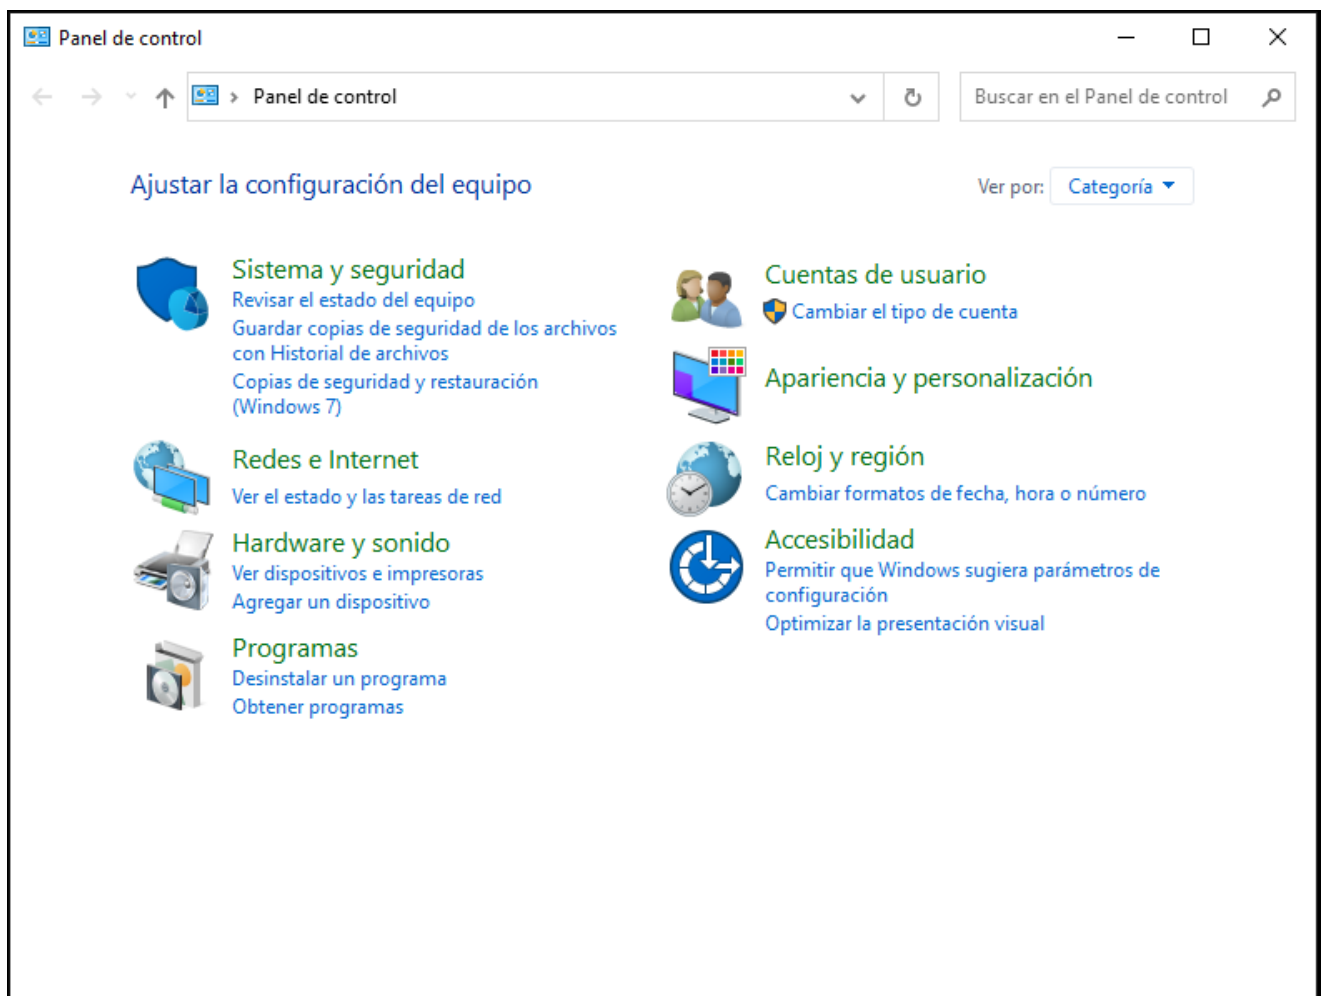 Panel de control
Panel de control
Buscar en el Panel de control
Ajustar la configuración del equipo
Ver por:
Categoría
Sistema y seguridad
Revisar el estado del equipo
Guardar copias de seguridad de los archivos
con Historial de archivos
Copias de seguridad y restauración
(Windows 7)
Redes e Internet
Ver el estado y las tareas de red
Hardware y sonido
Ver dispositivos e impresoras
Agregar un dispositivo
Programas
Desinstalar un programa
Obtener programas
Cuentas de usuario
Cambiar el tipo de cuenta
Apariencia y personalización
Reloj y región
Cambiar formatos de fecha, hora o número
Accesibilidad
Permitir que Windows sugiera parámetros de
configuración
Optimizar la presentación visual